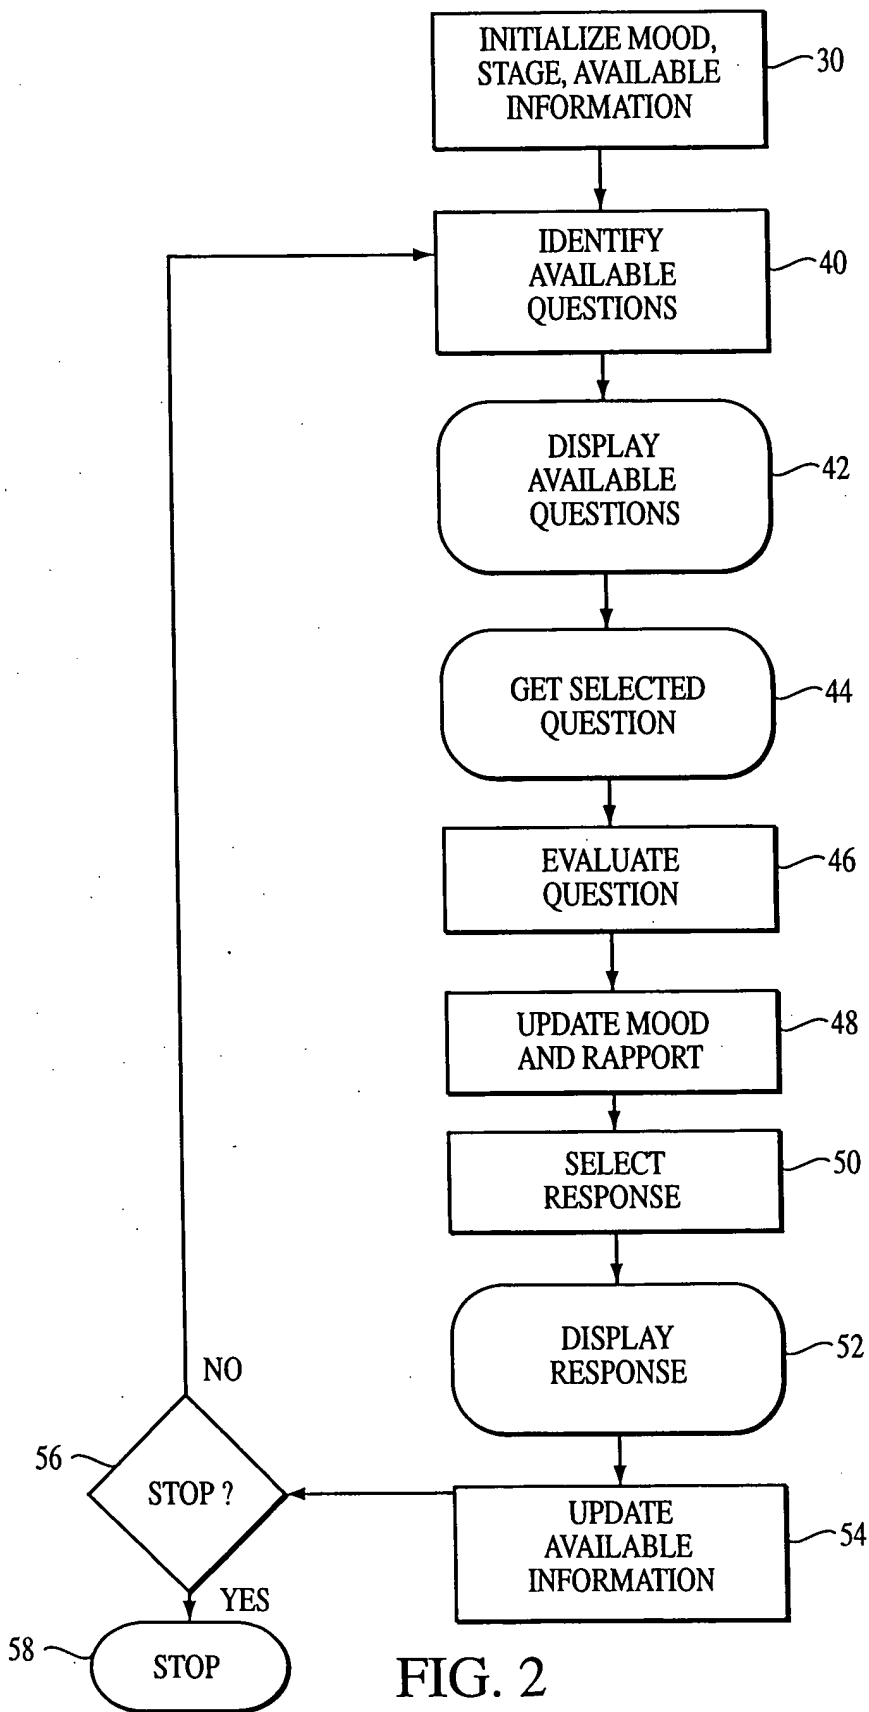 INITIALIZE MOOD,
STAGE, AVAILABLE
INFORMATION
30
IDENTIFY
AVAILABLE
QUESTIONS
40
DISPLAY
AVAILABLE
QUESTIONS
42
GET SELECTED
QUESTION
44
EVALUATE
QUESTION
46
UPDATE MOOD
AND RAPPORT
48
SELECT
RESPONSE
50
DISPLAY
RESPONSE
52
UPDATE
AVAILABLE
INFORMATION
54
NO
56
STOP ?
YES
58
STOP
FIG. 2